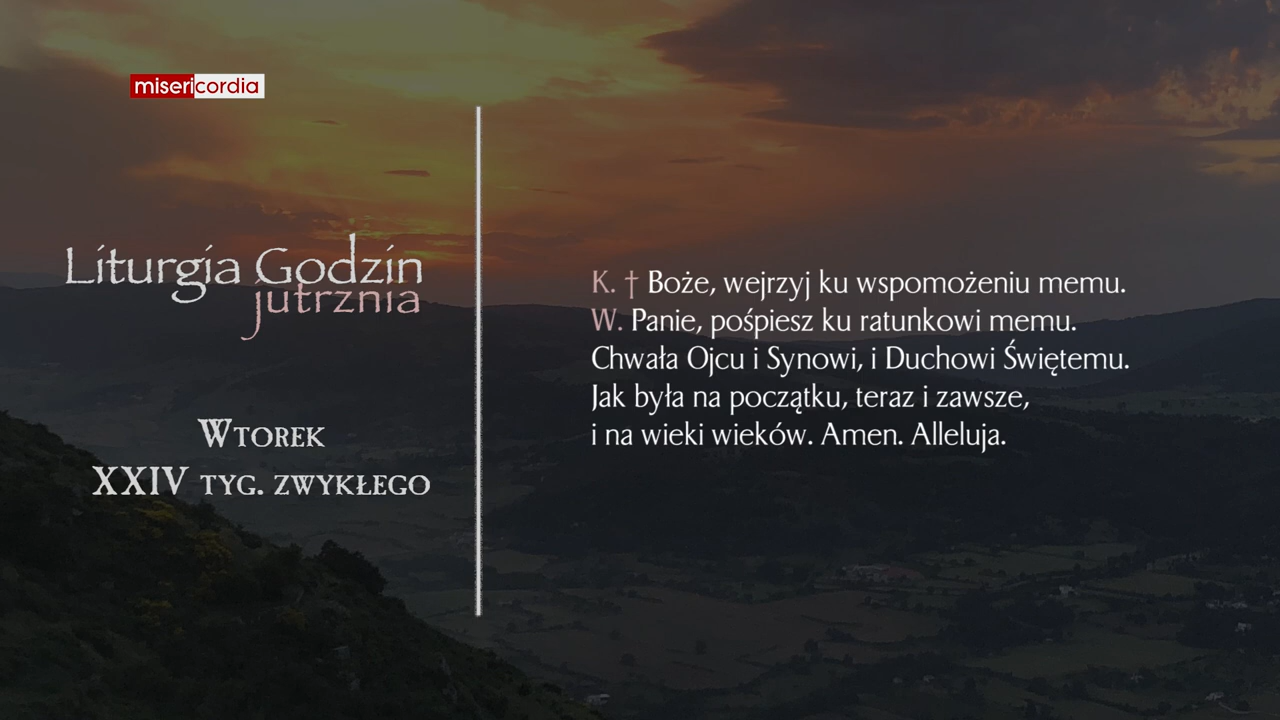 misericordia
Liturgia Godzin
jutrznia
Wtorek
XXIV tyg. zwykłego
K. † Boże, wejrzyj ku wspomożeniu memu.
W. Panie, pośpiesz ku ratunkowi memu.
Chwała Ojcu i Synowi, i Duchowi Świętemu.
Jak była na początku, teraz i zawsze,
i na wieki wieków. Amen. Alleluja.